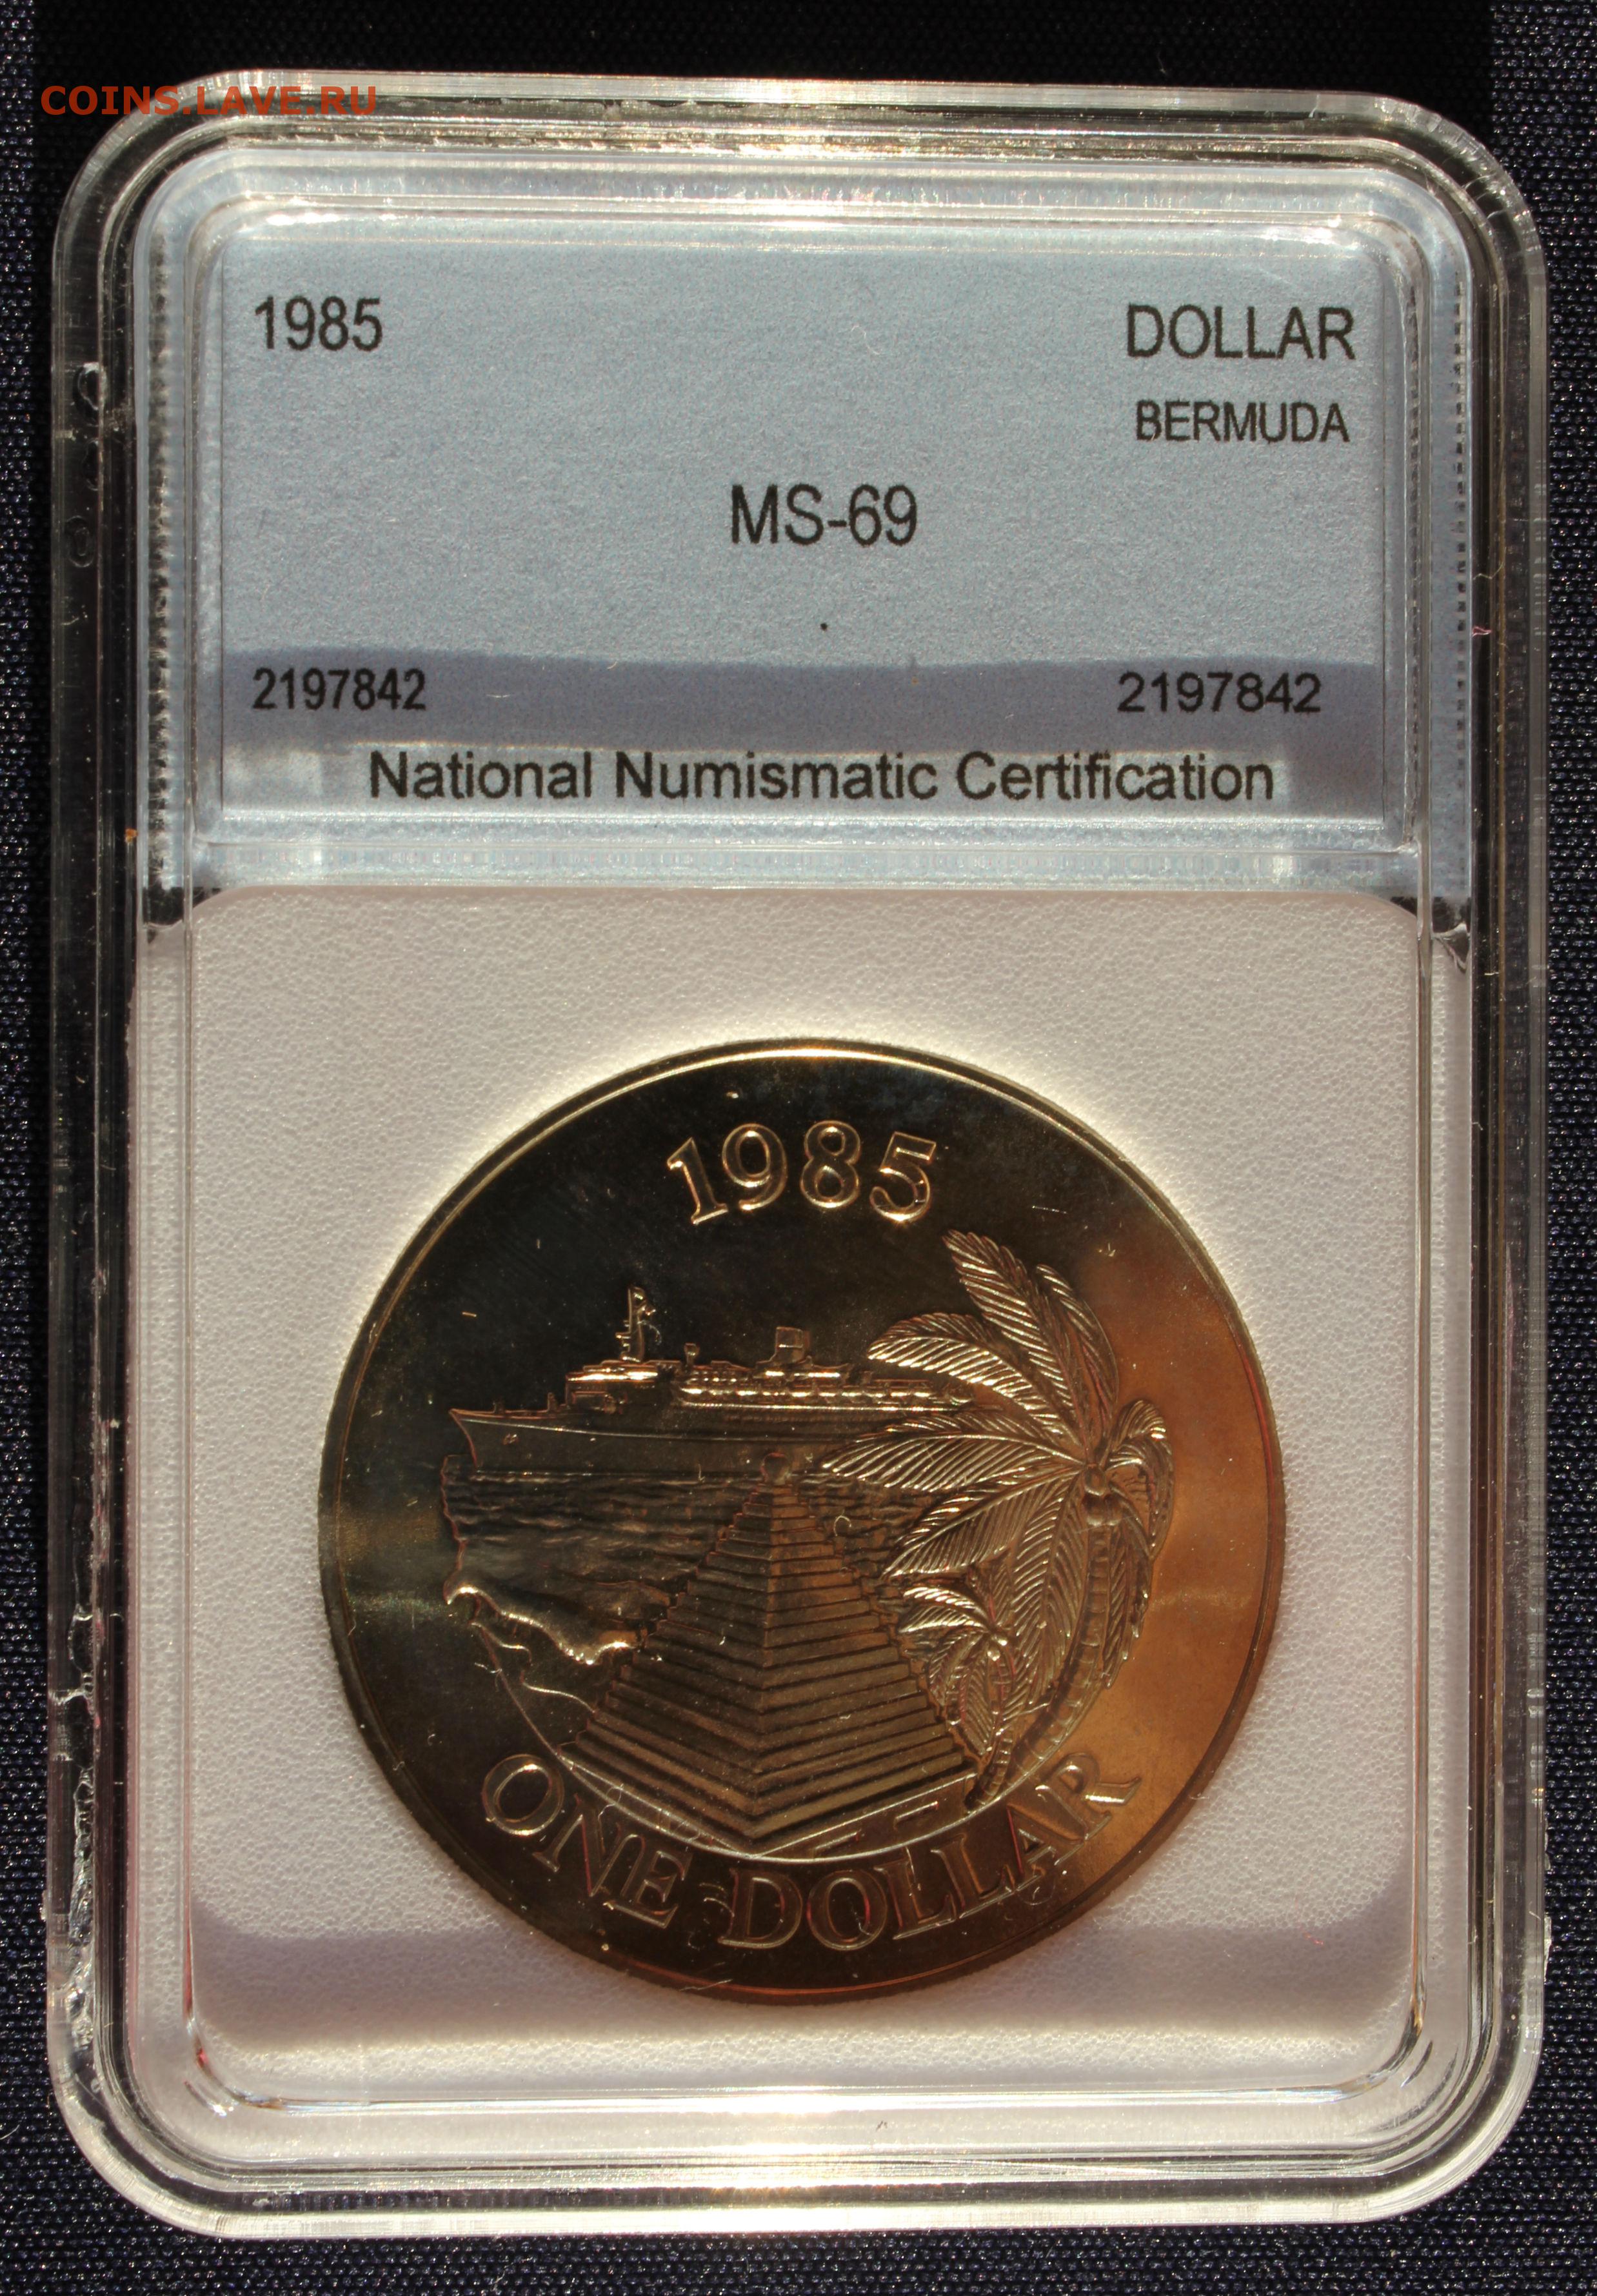 COINS.LAVE.RU
1985 DOLLAR
BERMUDA
MS-69
2197842 2197842
National Numismatic Certification
1985
ONE DOLLAR